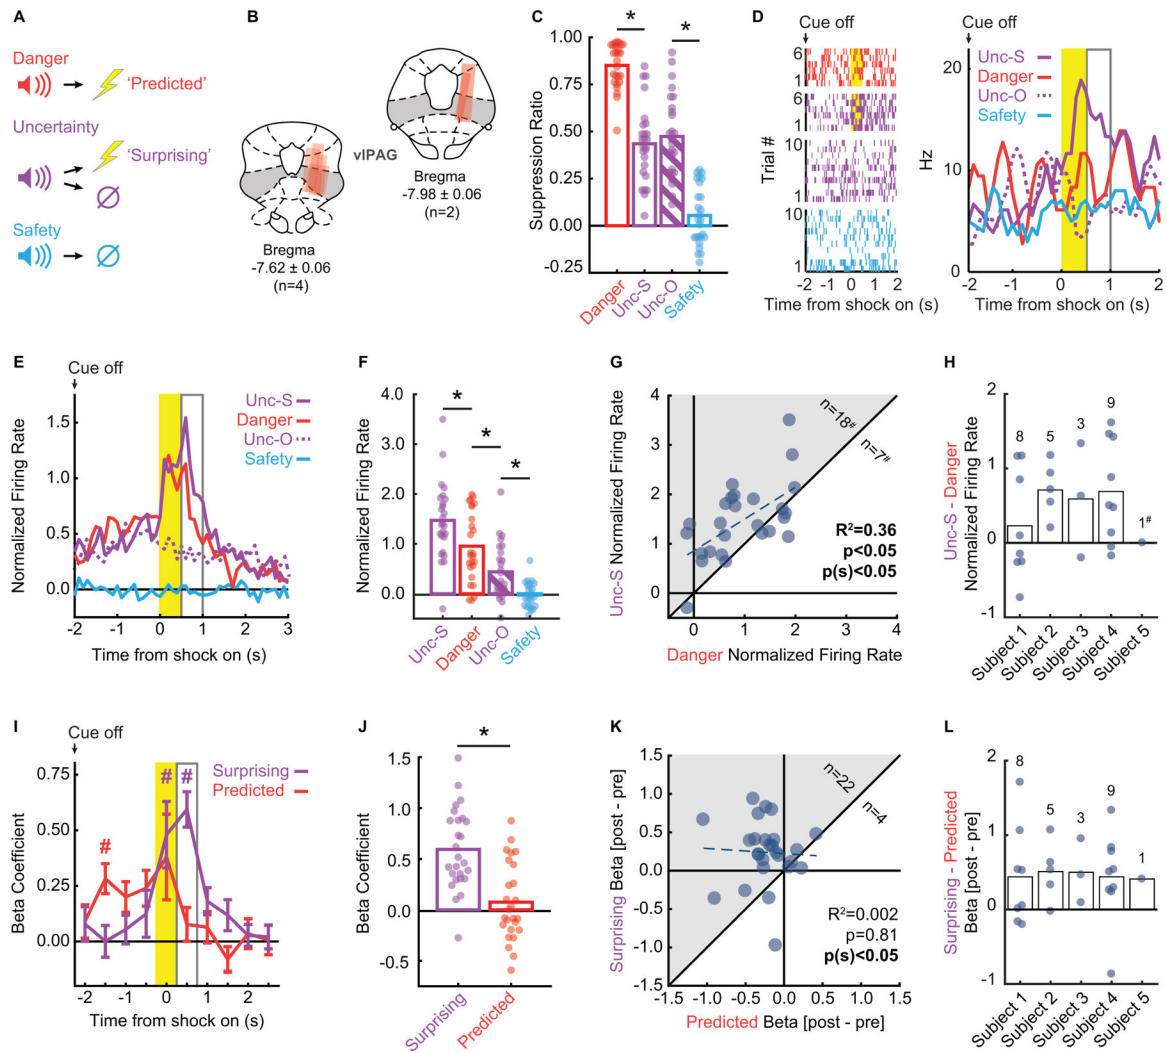 A
Danger
'Predicted'
Uncertainty
'Surprising'
Safety
B
vlPAG
Bregma
-7.98 ± 0.06
(n=2)
Bregma
-7.62 ± 0.06
(n=4)
C
Suppression Ratio
1.00
0.75
0.50
0.25
0.00
-0.25
*
*
Danger
Unc-S
Unc-O
Safety
D
Cue off
Trial #
6
1
6
1
10
1
10
1
-2
-1
0
1
2
Time from shock on (s)
Cue off
Unc-S
Danger
Unc-O
Safety
Hz
20
10
0
-2
-1
0
1
2
Time from shock on (s)
E
Cue off
Unc-S
Danger
Unc-O
Safety
Normalized Firing Rate
1.5
1.0
0.5
0.0
-2
-1
0
1
2
3
Time from shock on (s)
F
Normalized Firing Rate
4.0
3.0
2.0
1.0
0.0
*
*
*
Unc-S
Danger
Unc-O
Safety
G
Unc-S Normalized Firing Rate
4
3
2
1
0
n=18#
n=7#
R²=0.36
p<0.05
p(s)<0.05
0
1
2
3
4
Danger Normalized Firing Rate
H
Unc-S - Danger
Normalized Firing Rate
2
1
0
-1
8
5
3
9
1#
Subject 1
Subject 2
Subject 3
Subject 4
Subject 5
I
Cue off
Surprising
Predicted
Beta Coefficient
0.75
0.50
0.25
0.00
#
#
#
-2
-1
0
1
2
Time from shock on (s)
J
Beta Coefficient
1.5
1.0
0.5
0.0
-0.5
*
Surprising
Predicted
K
Surprising Beta [post - pre]
1.5
1.0
0.5
0.0
-0.5
-1.0
-1.5
n=22
n=4
R²=0.002
p=0.81
p(s)<0.05
-1.5
-1.0
-0.5
0.0
0.5
1.0
1.5
Predicted Beta [post - pre]
L
Surprising - Predicted
Beta [post - pre]
2
1
0
-1
8
5
3
9
1
Subject 1
Subject 2
Subject 3
Subject 4
Subject 5